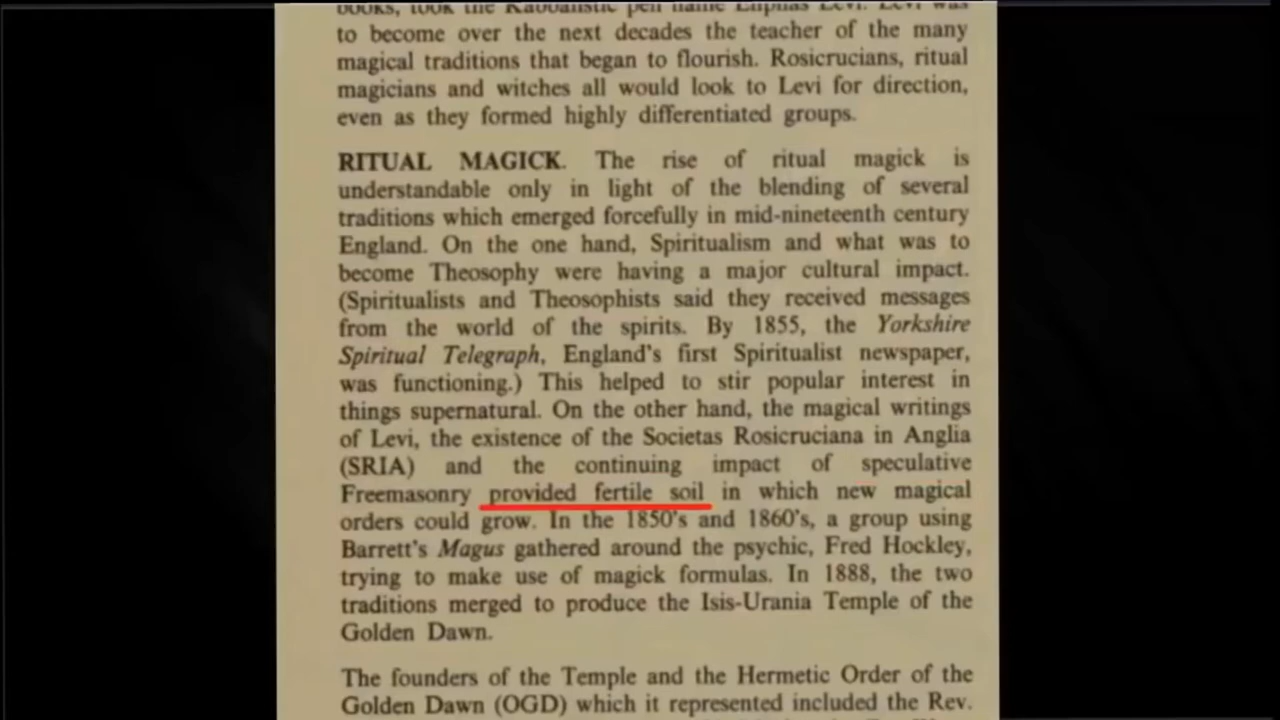 books, took the Kabbalistic pen name Eliphas Levi. Levi was
to become over the next decades the teacher of the many
magical traditions that began to flourish. Rosicrucians, ritual
magicians and witches all would look to Levi for direction,
even as they formed highly differentiated groups.
RITUAL MAGICK. The rise of ritual magick is
understandable only in light of the blending of several
traditions which emerged forcefully in mid-nineteenth century
England. On the one hand, Spiritualism and what was to
become Theosophy were having a major cultural impact.
(Spiritualists and Theosophists said they received messages
from the world of the spirits. By 1855, the Yorkshire
Spiritual Telegraph, England's first Spiritualist newspaper,
was functioning.) This helped to stir popular interest in
things supernatural. On the other hand, the magical writings
of Levi, the existence of the Societas Rosicruciana in Anglia
(SRIA) and the continuing impact of speculative
Freemasonry provided fertile soil in which new magical
orders could grow. In the 1850's and 1860's, a group using
Barrett's Magus gathered around the psychic, Fred Hockley,
trying to make use of magick formulas. In 1888, the two
traditions merged to produce the Isis-Urania Temple of the
Golden Dawn.
The founders of the Temple and the Hermetic Order of the
Golden Dawn (OGD) which it represented included the Rev.